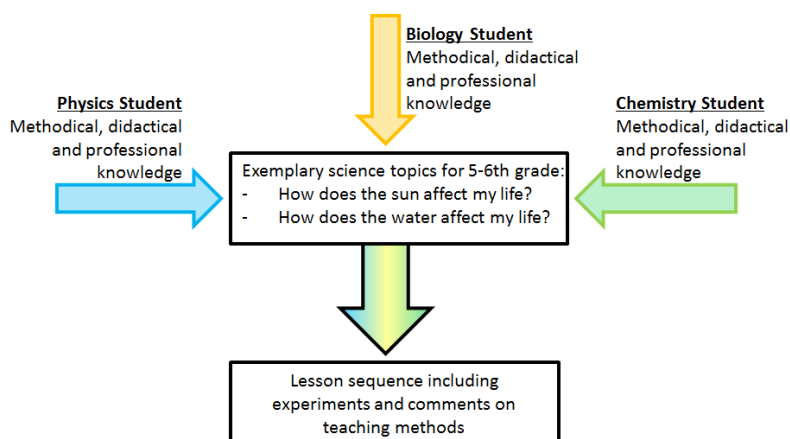 Biology Student
Methodical, didactical
and professional
knowledge
Physics Student
Methodical, didactical
and professional
knowledge
Chemistry Student
Methodical, didactical
and professional
knowledge
Exemplary science topics for 5-6th grade:
- How does the sun affect my life?
- How does the water affect my life?
Lesson sequence including
experiments and comments on
teaching methods